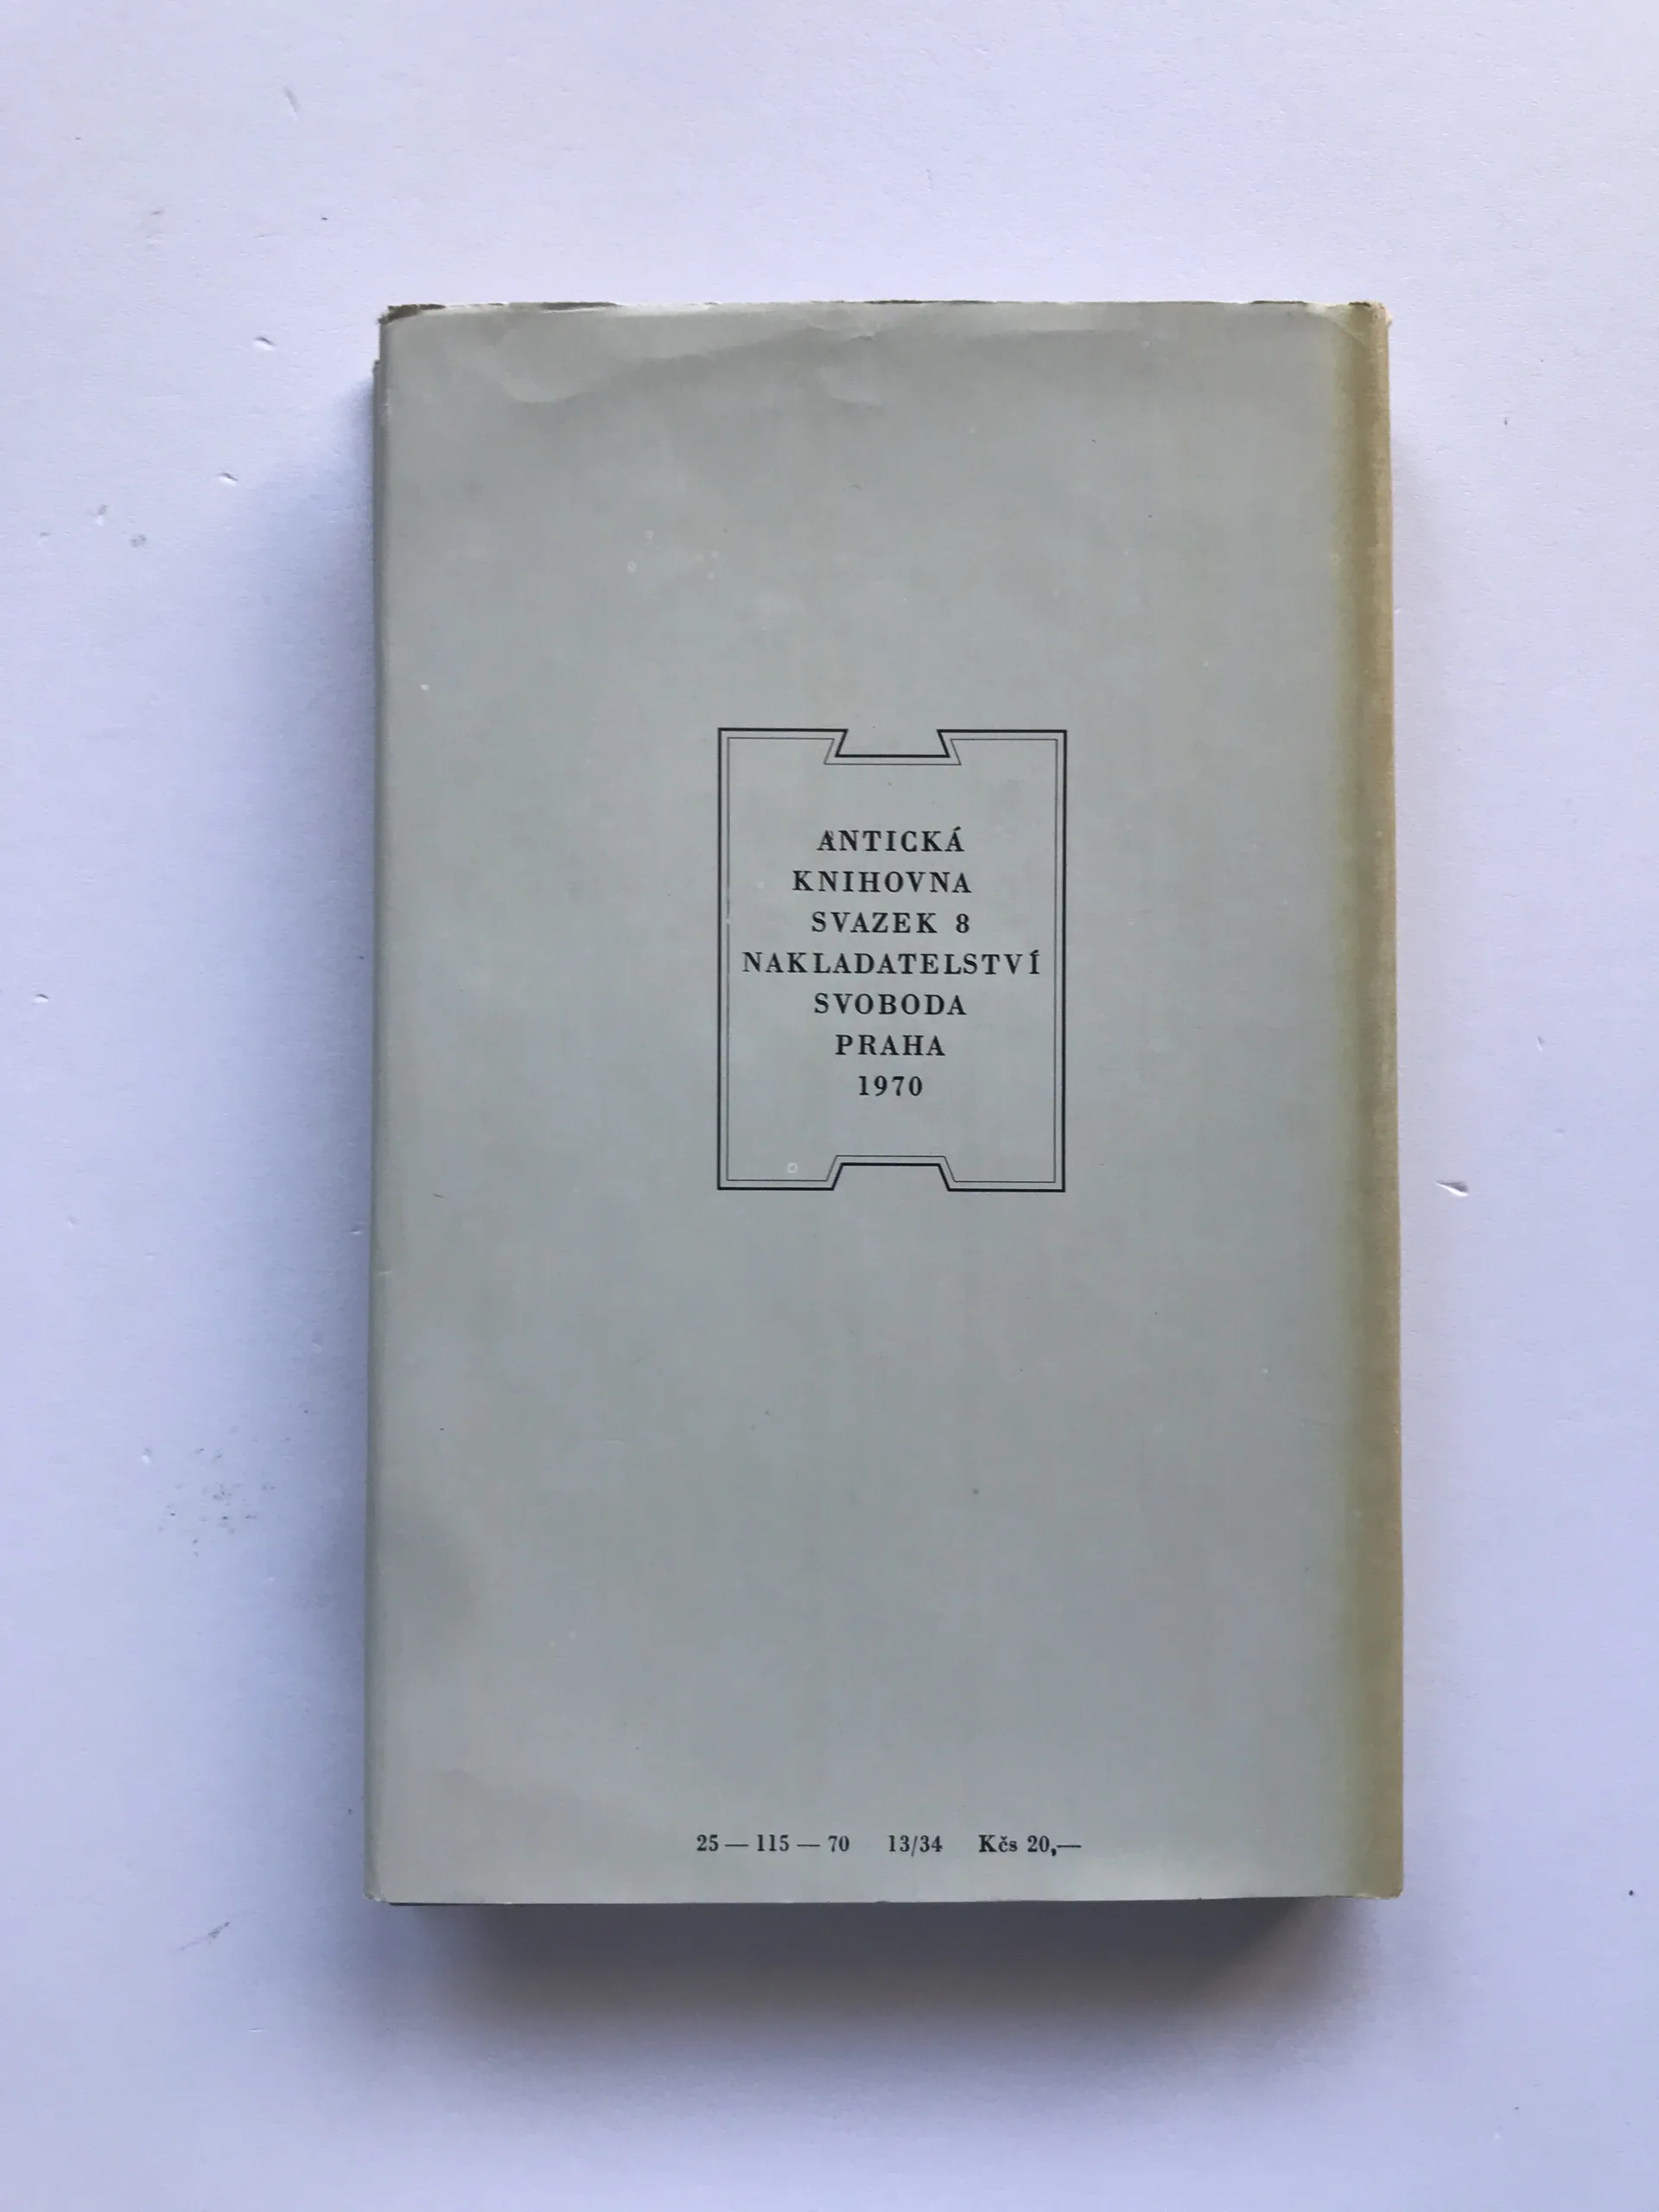 ANTICKÁ
KNIHOVNA
SVAZEK 8
NAKLADATELSTVÍ
SVOBODA
PRAHA
1970
25 — 115 — 70 13/34 Kčs 20,—